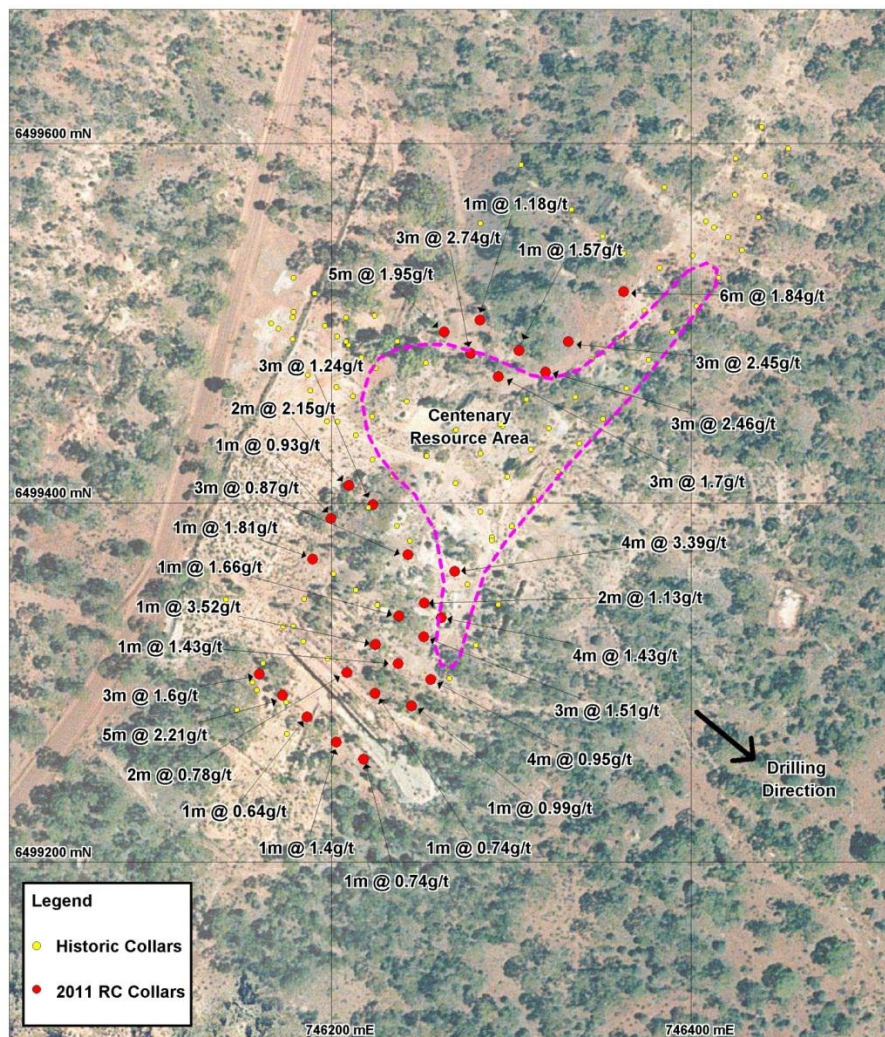 6499600 mN
1m @ 1.18g/t
3m @ 2.74g/t
1m @ 1.57g/t
5m @ 1.95g/t
6m @ 1.84g/t
3m @ 1.24g/t
3m @ 2.45g/t
2m @ 2.15g/t
Centenary
Resource Area
3m @ 2.46g/t
1m @ 0.93g/t
3m @ 1.7g/t
3m @ 0.87g/t
6499400 mN
1m @ 1.81g/t
4m @ 3.39g/t
1m @ 1.66g/t
2m @ 1.13g/t
1m @ 3.52g/t
1m @ 1.43g/t
4m @ 1.43g/t
3m @ 1.6g/t
3m @ 1.51g/t
5m @ 2.21g/t
4m @ 0.95g/t
2m @ 0.78g/t
Drilling
Direction
1m @ 0.64g/t
1m @ 0.99g/t
1m @ 1.4g/t
1m @ 0.74g/t
6499200 mN
1m @ 0.74g/t
Legend
Historic Collars
2011 RC Collars
746200 mE
746400 mE